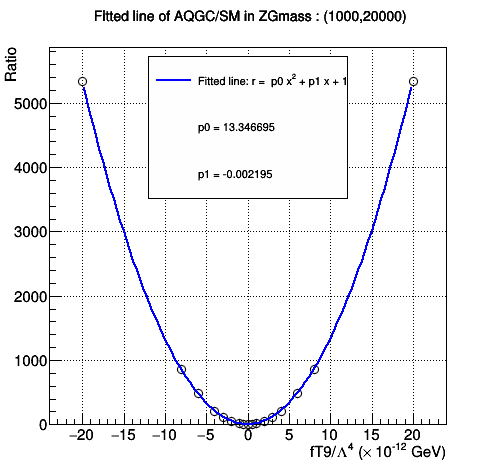 FItted line of AQGC/SM in ZGmass : (1000,20000)
Ratio
Fitted line: r = p0 x² + p1 x + 1
p0 = 13.346695
p1 = -0.002195
5000
4000
3000
2000
1000
0
−20 −15 −10 −5 0 5 10 15 20
fT9/Λ⁴ (× 10⁻¹² GeV)